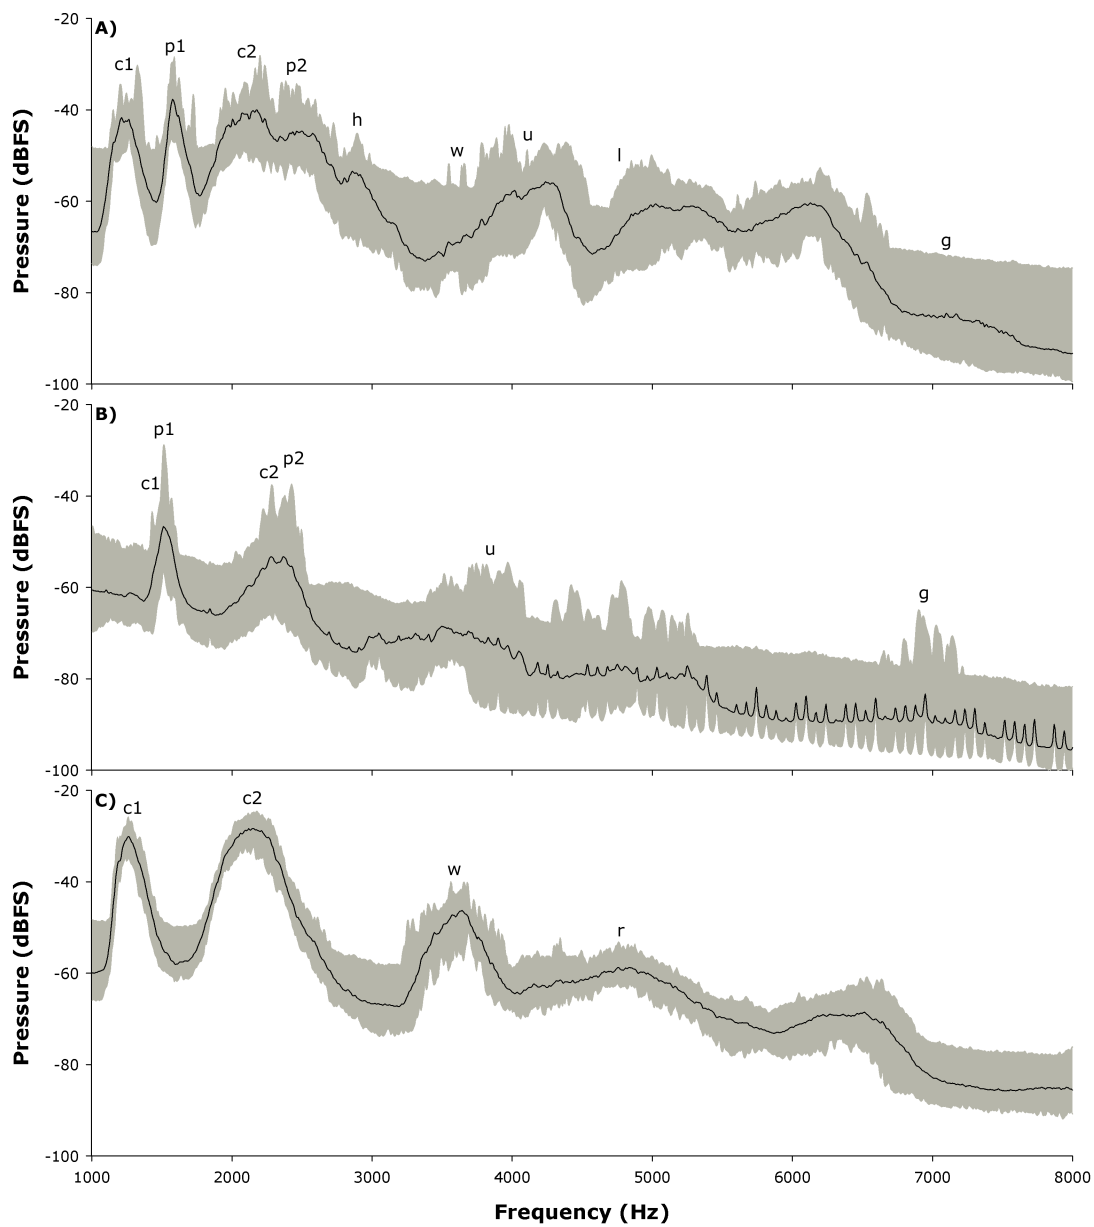 A)
-20
-40
-60
-80
-100
Pressure (dBFS)
c1 p1 c2 p2 h w u l g
B)
-20
-40
-60
-80
-100
Pressure (dBFS)
c1 p1 c2 p2 u g
C)
-20
-40
-60
-80
-100
Pressure (dBFS)
c1 c2 w r
1000 2000 3000 4000 5000 6000 7000 8000
Frequency (Hz)